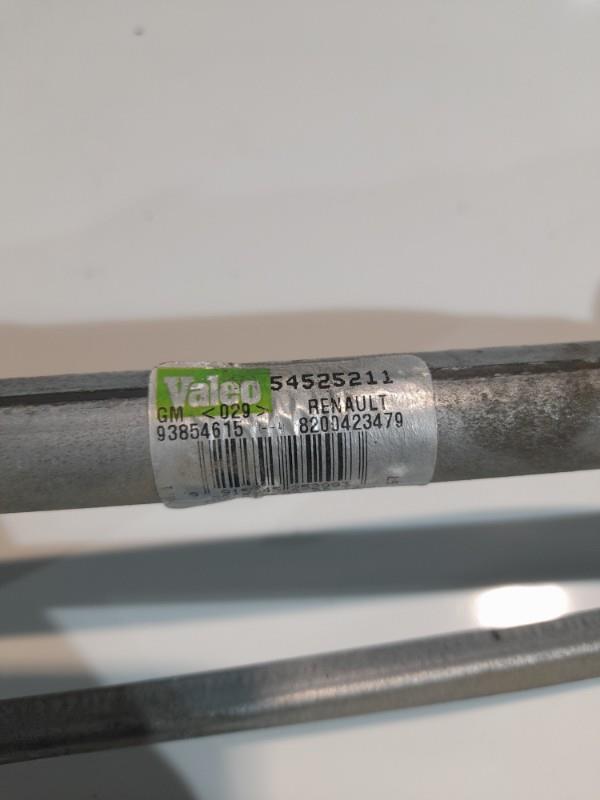 Valeo 54525211
GM <029> RENAULT
93854615 8200423479